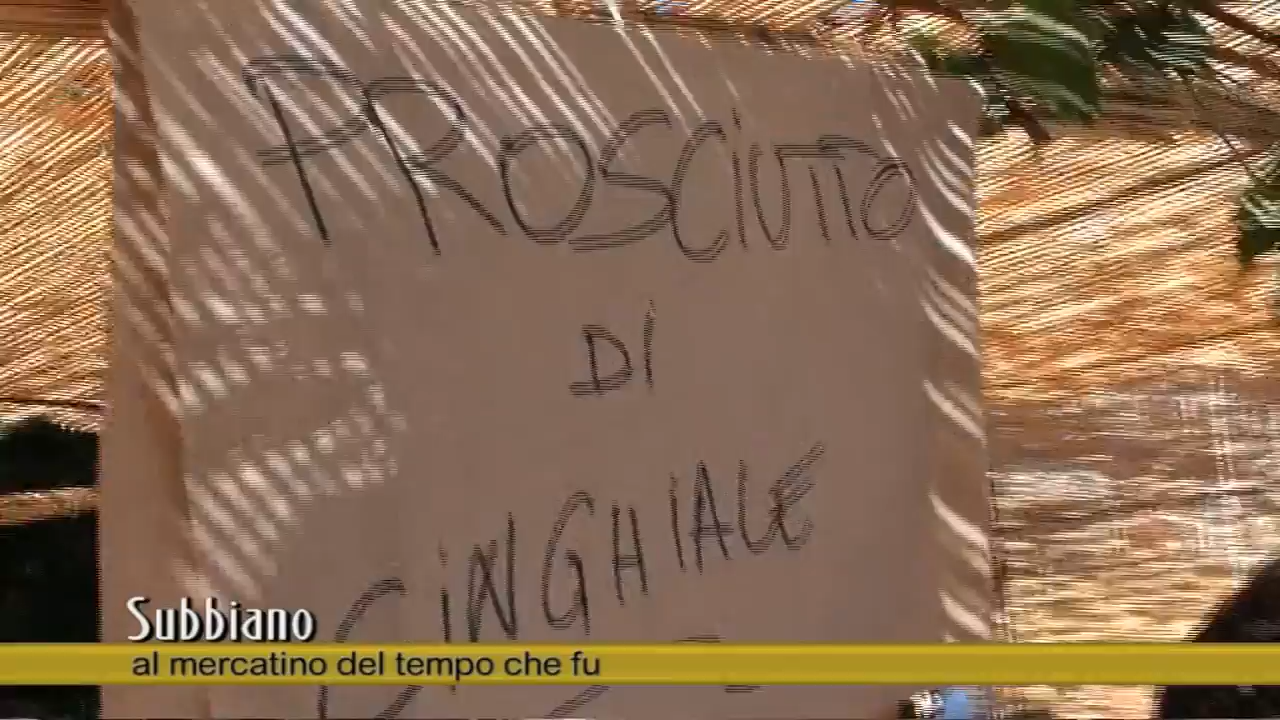 PROSCIUTTO
Di
CiNGHIALE
Subbiano
al mercatino del tempo che fu